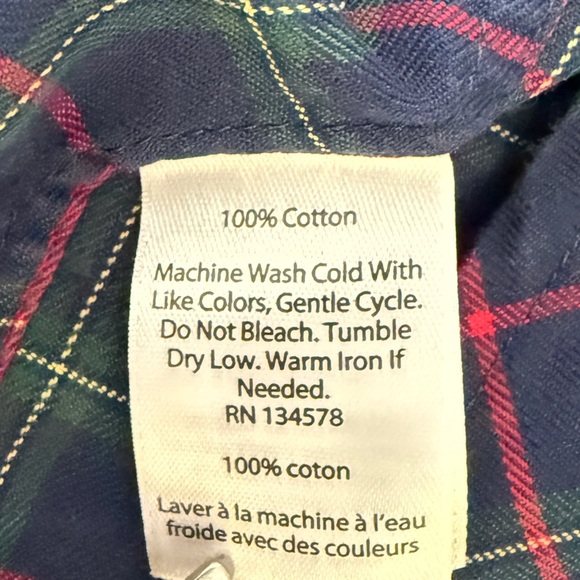 100% Cotton
Machine Wash Cold With
Like Colors, Gentle Cycle.
Do Not Bleach. Tumble
Dry Low. Warm Iron If
Needed.
RN 134578
100% coton
Laver à la machine à l'eau
froide avec des couleurs